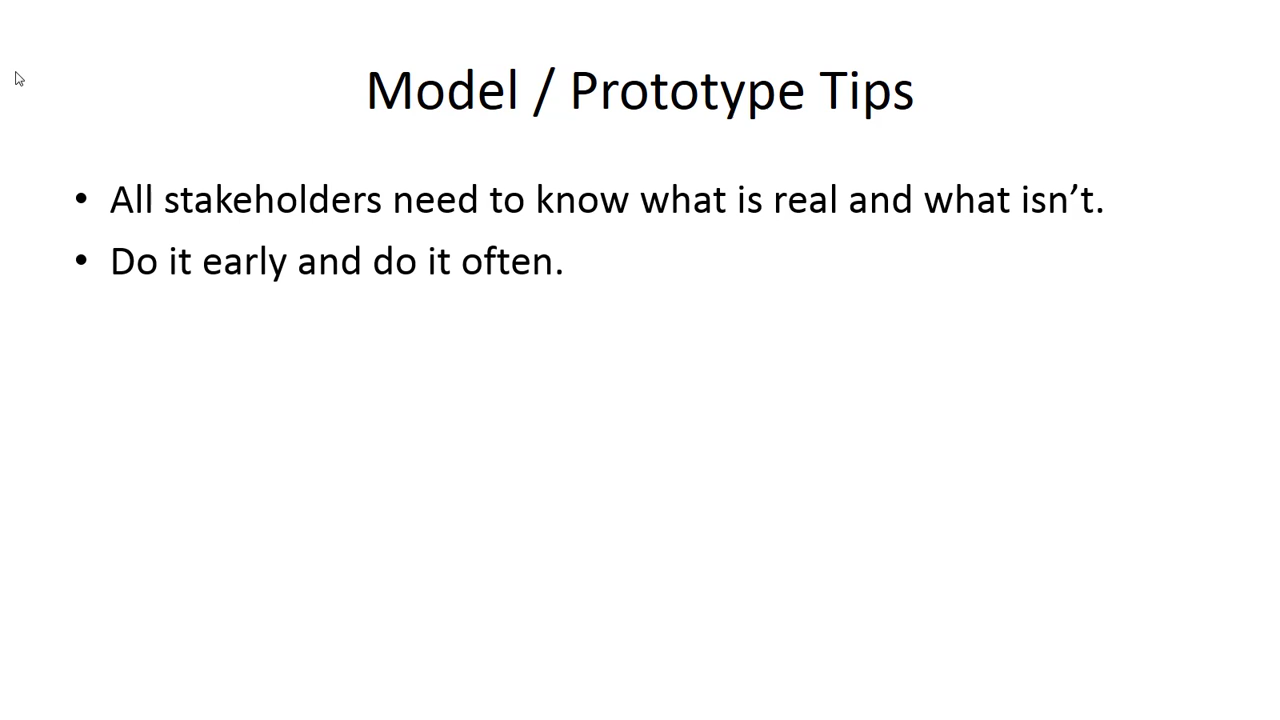 Model / Prototype Tips
• All stakeholders need to know what is real and what isn’t.
• Do it early and do it often.